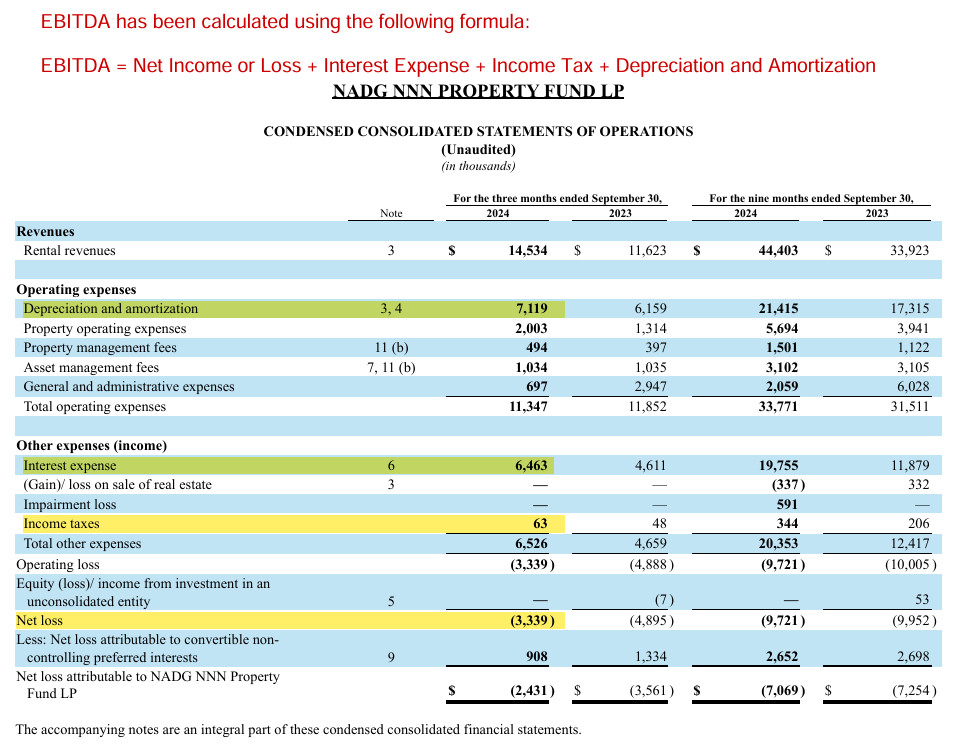 EBITDA has been calculated using the following formula:
EBITDA = Net Income or Loss + Interest Expense + Income Tax + Depreciation and Amortization
NADG NNN PROPERTY FUND LP
CONDENSED CONSOLIDATED STATEMENTS OF OPERATIONS
(Unaudited)
(in thousands)
For the three months ended September 30, For the nine months ended September 30,
Note 2024 2023 2024 2023
Revenues
Rental revenues 3 $ 14,534 $ 11,623 $ 44,403 $ 33,923
Operating expenses
Depreciation and amortization 3, 4 7,119 6,159 21,415 17,315
Property operating expenses 2,003 1,314 5,694 3,941
Property management fees 11 (b) 494 397 1,501 1,122
Asset management fees 7, 11 (b) 1,034 1,035 3,102 3,105
General and administrative expenses 697 2,947 2,059 6,028
Total operating expenses 11,347 11,852 33,771 31,511
Other expenses (income)
Interest expense 6 6,463 4,611 19,755 11,879
(Gain)/ loss on sale of real estate 3 — — (337) 332
Impairment loss — — 591 —
Income taxes 63 48 344 206
Total other expenses 6,526 4,659 20,353 12,417
Operating loss (3,339) (4,888) (9,721) (10,005)
Equity (loss)/ income from investment in an
unconsolidated entity 5 — (7) — 53
Net loss (3,339) (4,895) (9,721) (9,952)
Less: Net loss attributable to convertible non-
controlling preferred interests 9 908 1,334 2,652 2,698
Net loss attributable to NADG NNN Property
Fund LP $ (2,431) $ (3,561) $ (7,069) $ (7,254)
The accompanying notes are an integral part of these condensed consolidated financial statements.